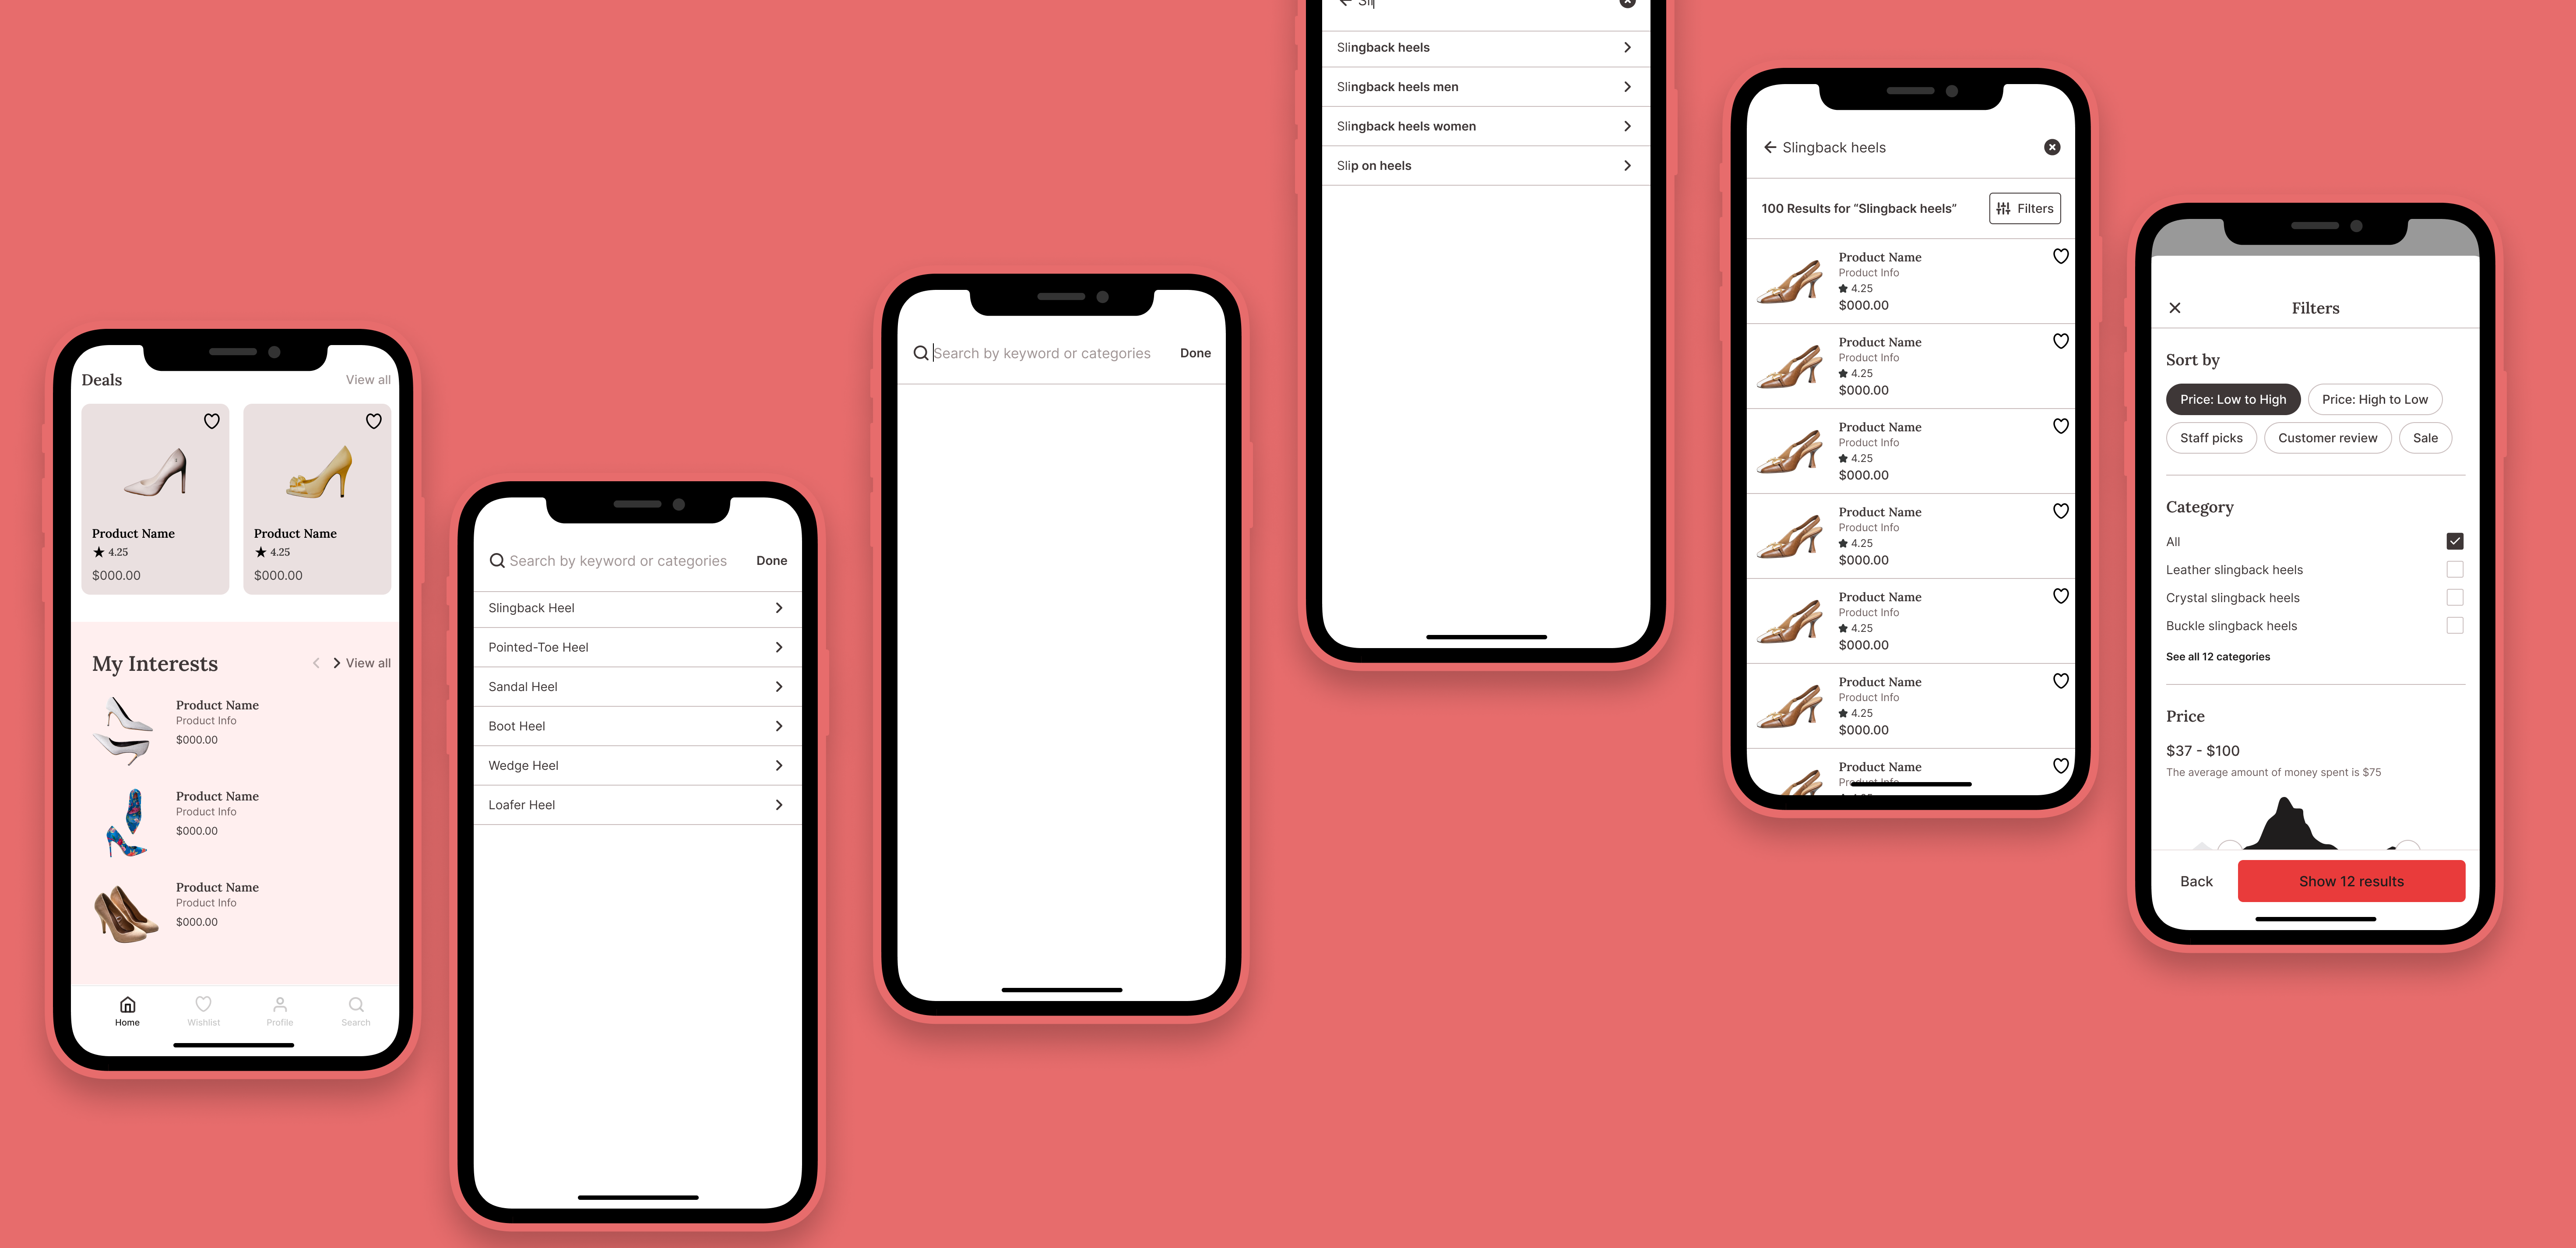 Deals
View all
Product Name
4.25
$000.00
Product Name
4.25
$000.00
My Interests
View all
Product Name
Product Info
$000.00
Product Name
Product Info
$000.00
Product Name
Product Info
$000.00
Home
Wishlist
Profile
Search
Search by keyword or categories
Done
Slingback Heel
Pointed-Toe Heel
Sandal Heel
Boot Heel
Wedge Heel
Loafer Heel
Search by keyword or categories
Done
Sli
Slingback heels
Slingback heels men
Slingback heels women
Slip on heels
Slingback heels
100 Results for “Slingback heels”
Filters
Product Name
Product Info
4.25
$000.00
Product Name
Product Info
4.25
$000.00
Product Name
Product Info
4.25
$000.00
Product Name
Product Info
4.25
$000.00
Product Name
Product Info
4.25
$000.00
Product Name
Product Info
4.25
$000.00
Product Name
Product Info
Filters
Sort by
Price: Low to High
Price: High to Low
Staff picks
Customer review
Sale
Category
All
Leather slingback heels
Crystal slingback heels
Buckle slingback heels
See all 12 categories
Price
$37 - $100
The average amount of money spent is $75
Back
Show 12 results